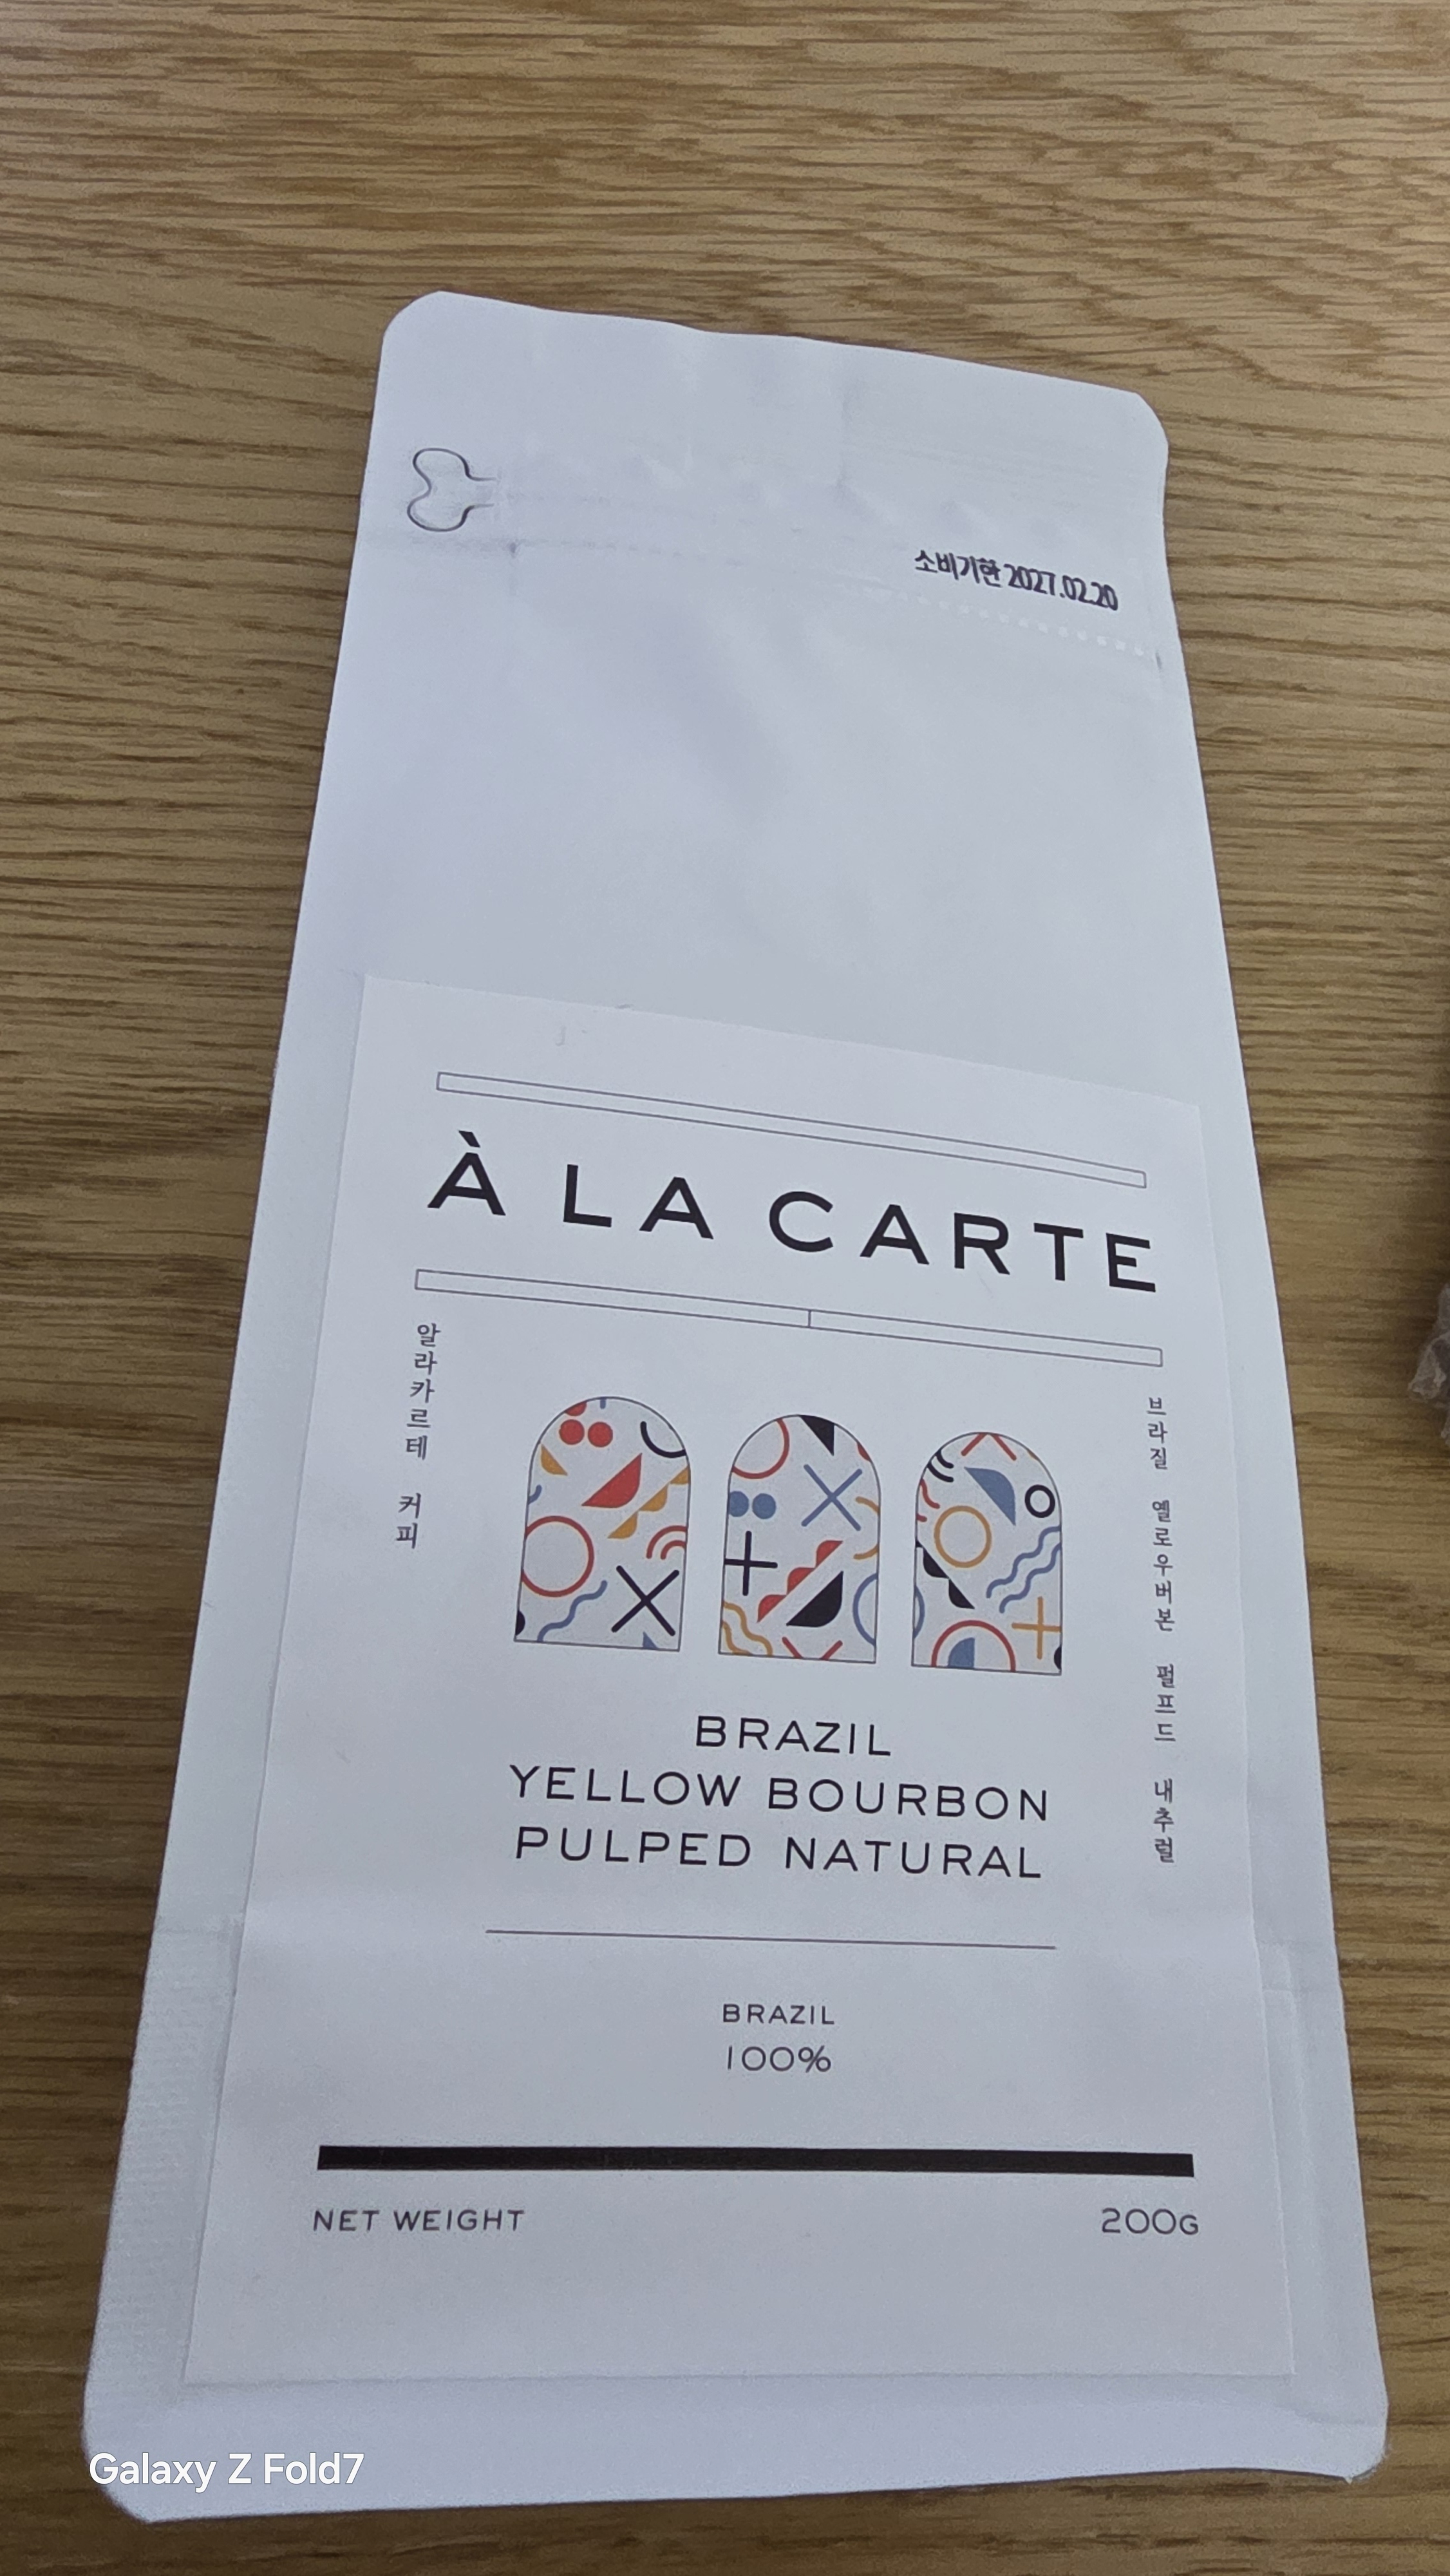 소비기한 2027.02.20
À LA CARTE
알라카르테 커피
브라질 옐로우버본 펄프드 내추럴
BRAZIL
YELLOW BOURBON
PULPED NATURAL
BRAZIL
100%
NET WEIGHT 200G
Galaxy Z Fold7